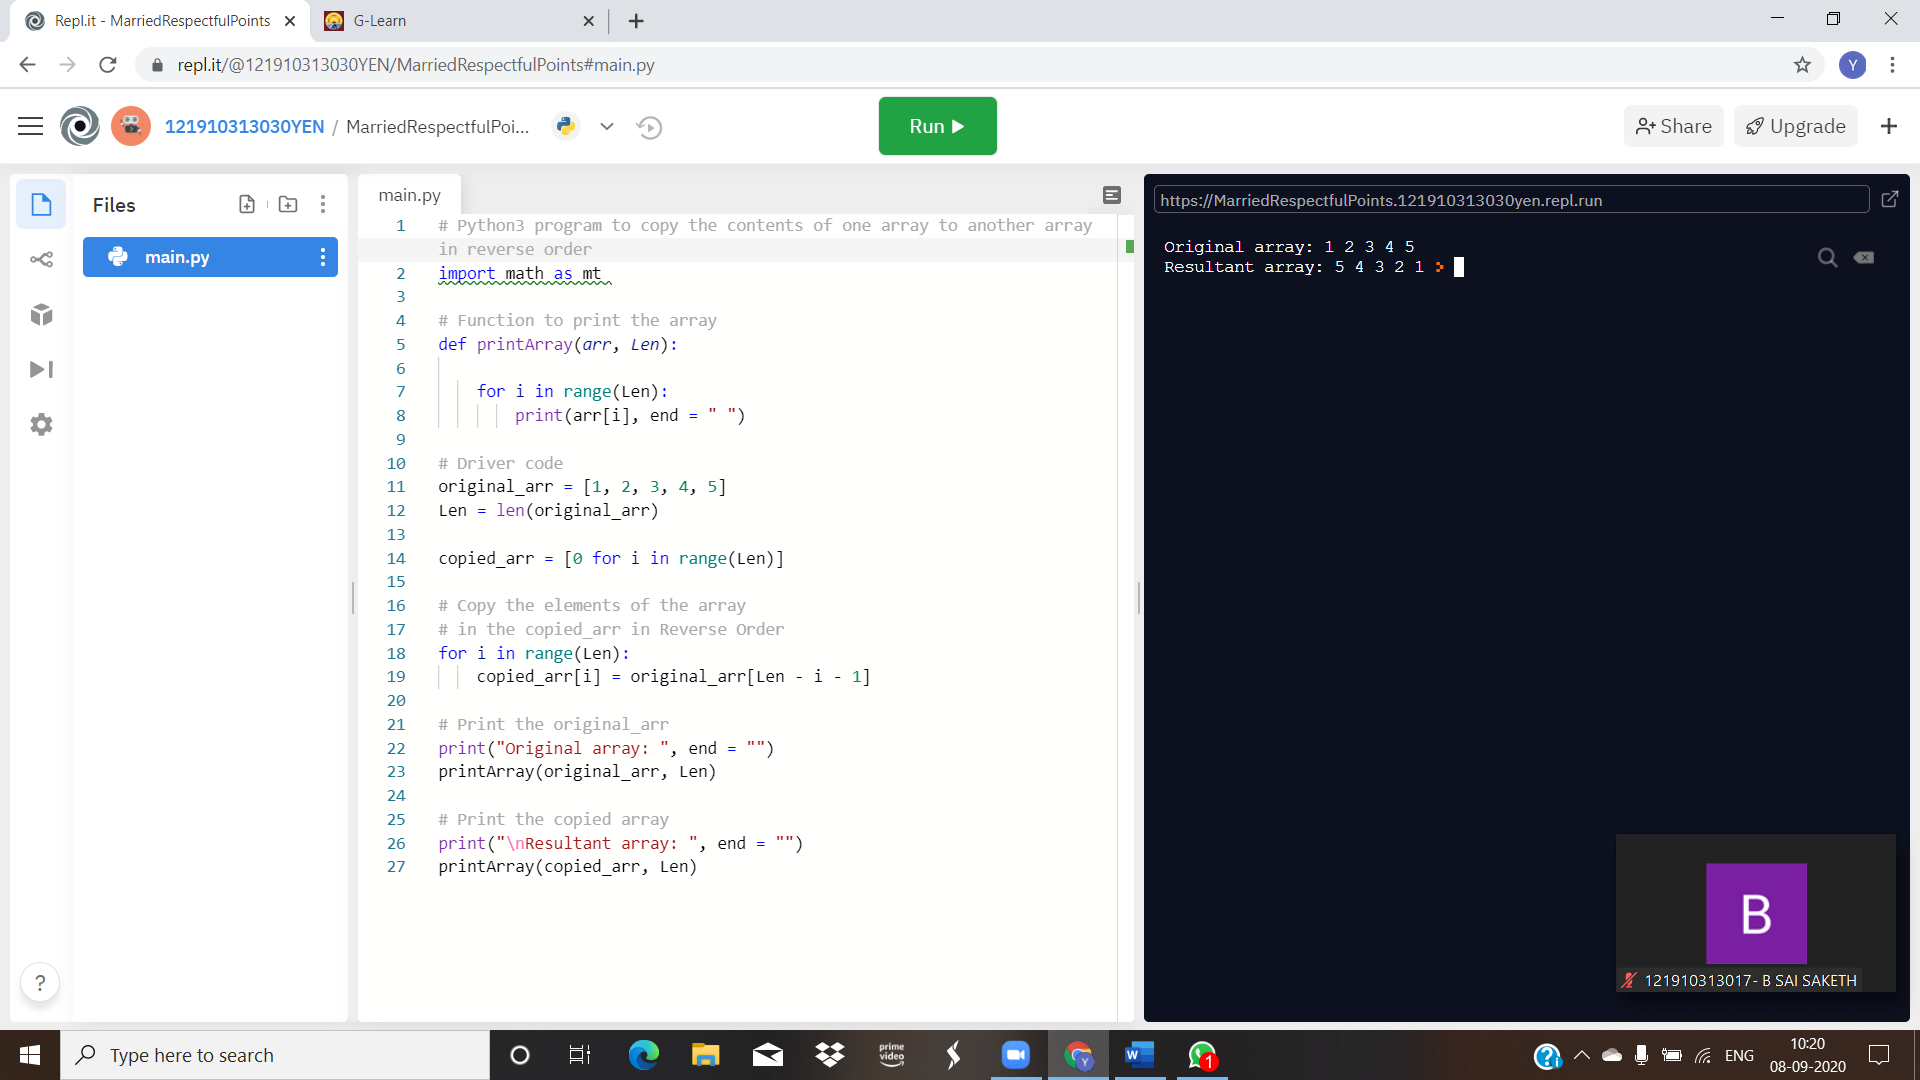 Repl.it - MarriedRespectfulPoints
G-Learn
repl.it/@121910313030YEN/MarriedRespectfulPoints#main.py
Y
121910313030YEN / MarriedRespectfulPoi...
Run
Share
Upgrade
Files
main.py
main.py
1 # Python3 program to copy the contents of one array to another array
in reverse order
2 import math as mt
3
4 # Function to print the array
5 def printArray(arr, Len):
6
7 for i in range(Len):
8 print(arr[i], end = " ")
9
10 # Driver code
11 original_arr = [1, 2, 3, 4, 5]
12 Len = len(original_arr)
13
14 copied_arr = [0 for i in range(Len)]
15
16 # Copy the elements of the array
17 # in the copied_arr in Reverse Order
18 for i in range(Len):
19 copied_arr[i] = original_arr[Len - i - 1]
20
21 # Print the original_arr
22 print("Original array: ", end = "")
23 printArray(original_arr, Len)
24
25 # Print the copied array
26 print("\nResultant array: ", end = "")
27 printArray(copied_arr, Len)
https://MarriedRespectfulPoints.121910313030yen.repl.run
Original array: 1 2 3 4 5
Resultant array: 5 4 3 2 1 >
B
121910313017- B SAI SAKETH
?
Type here to search
prime
video
Y
W
1
ENG
10:20
08-09-2020